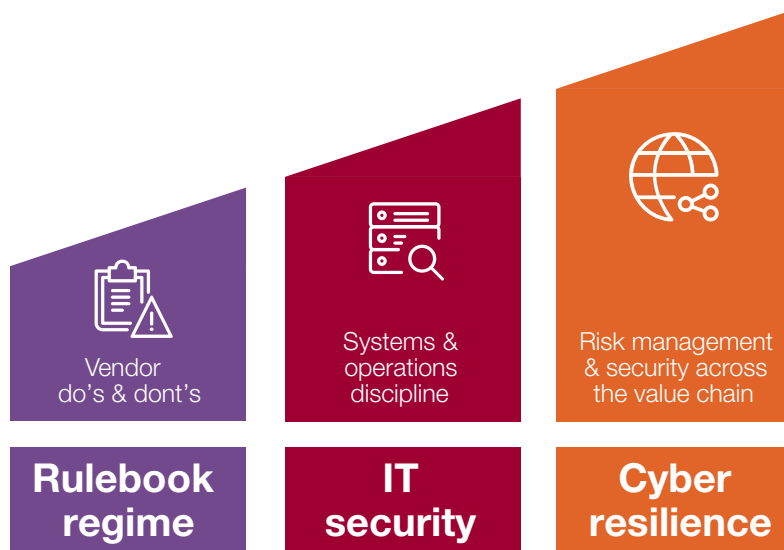 Vendor
do's & dont's
Systems &
operations
discipline
Risk management
& security across
the value chain
Rulebook
regime
IT
security
Cyber
resilience